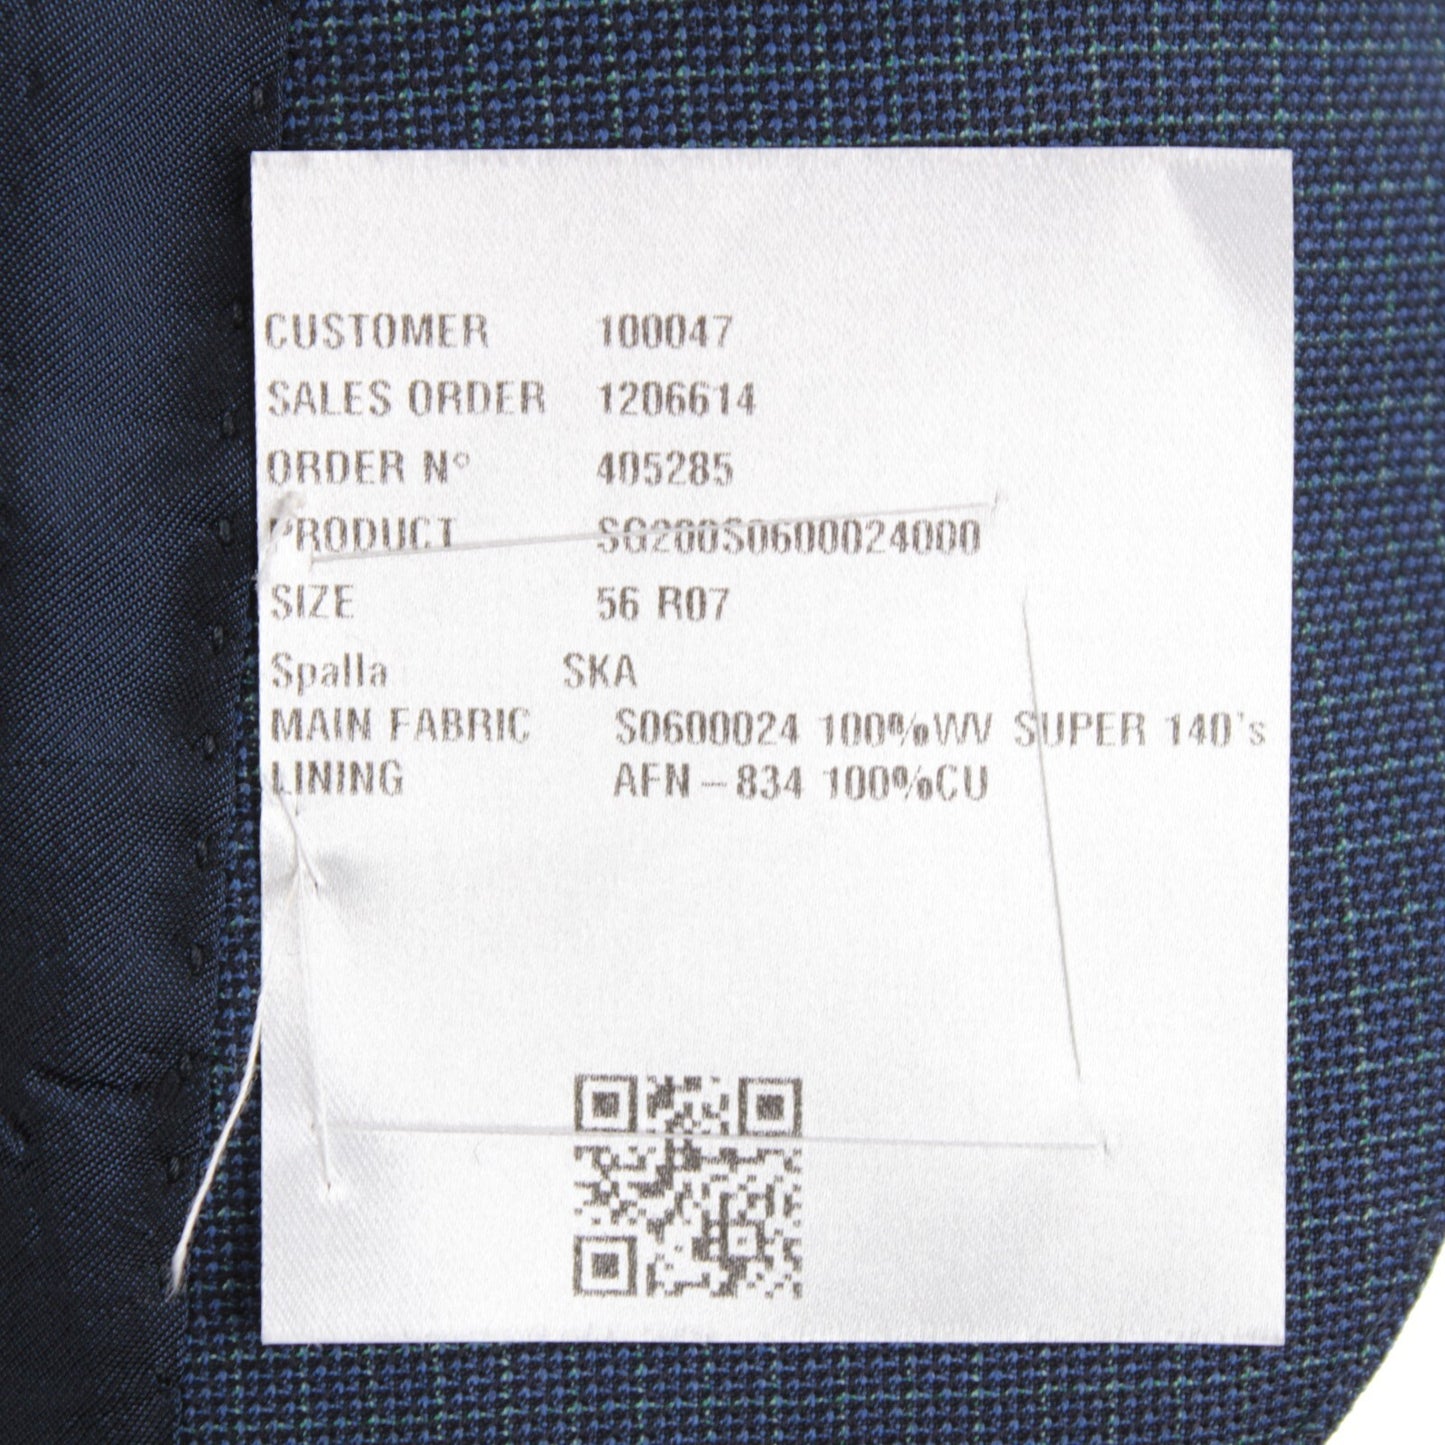 CUSTOMER 100047
SALES ORDER 1206614
ORDER N° 405285
PRODUCT SG200S0600024000
SIZE 56 R07
Spalla SKA
MAIN FABRIC S0600024 100%WV SUPER 140's
LINING AFN-834 100%CU